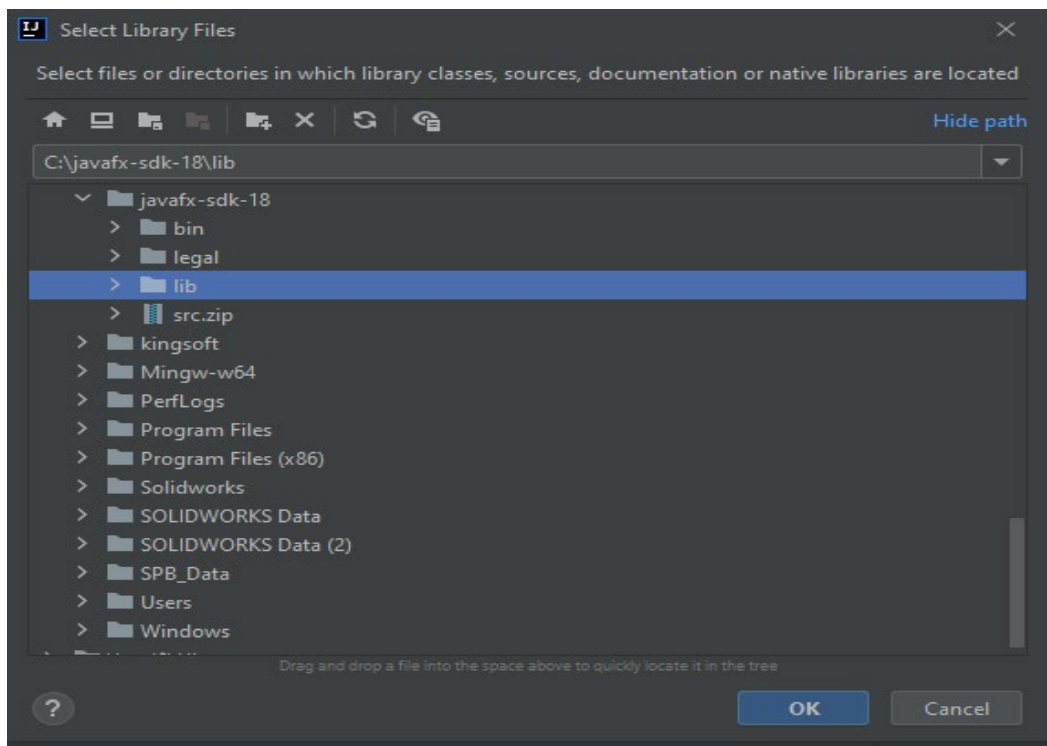 IJ
Select Library Files
Select files or directories in which library classes, sources, documentation or native libraries are located
Hide path
C:\javafx-sdk-18\lib
javafx-sdk-18
bin
legal
lib
src.zip
kingsoft
Mingw-w64
PerfLogs
Program Files
Program Files (x86)
Solidworks
SOLIDWORKS Data
SOLIDWORKS Data (2)
SPB_Data
Users
Windows
Drag and drop a file into the space above to quickly locate it in the tree
?
OK
Cancel